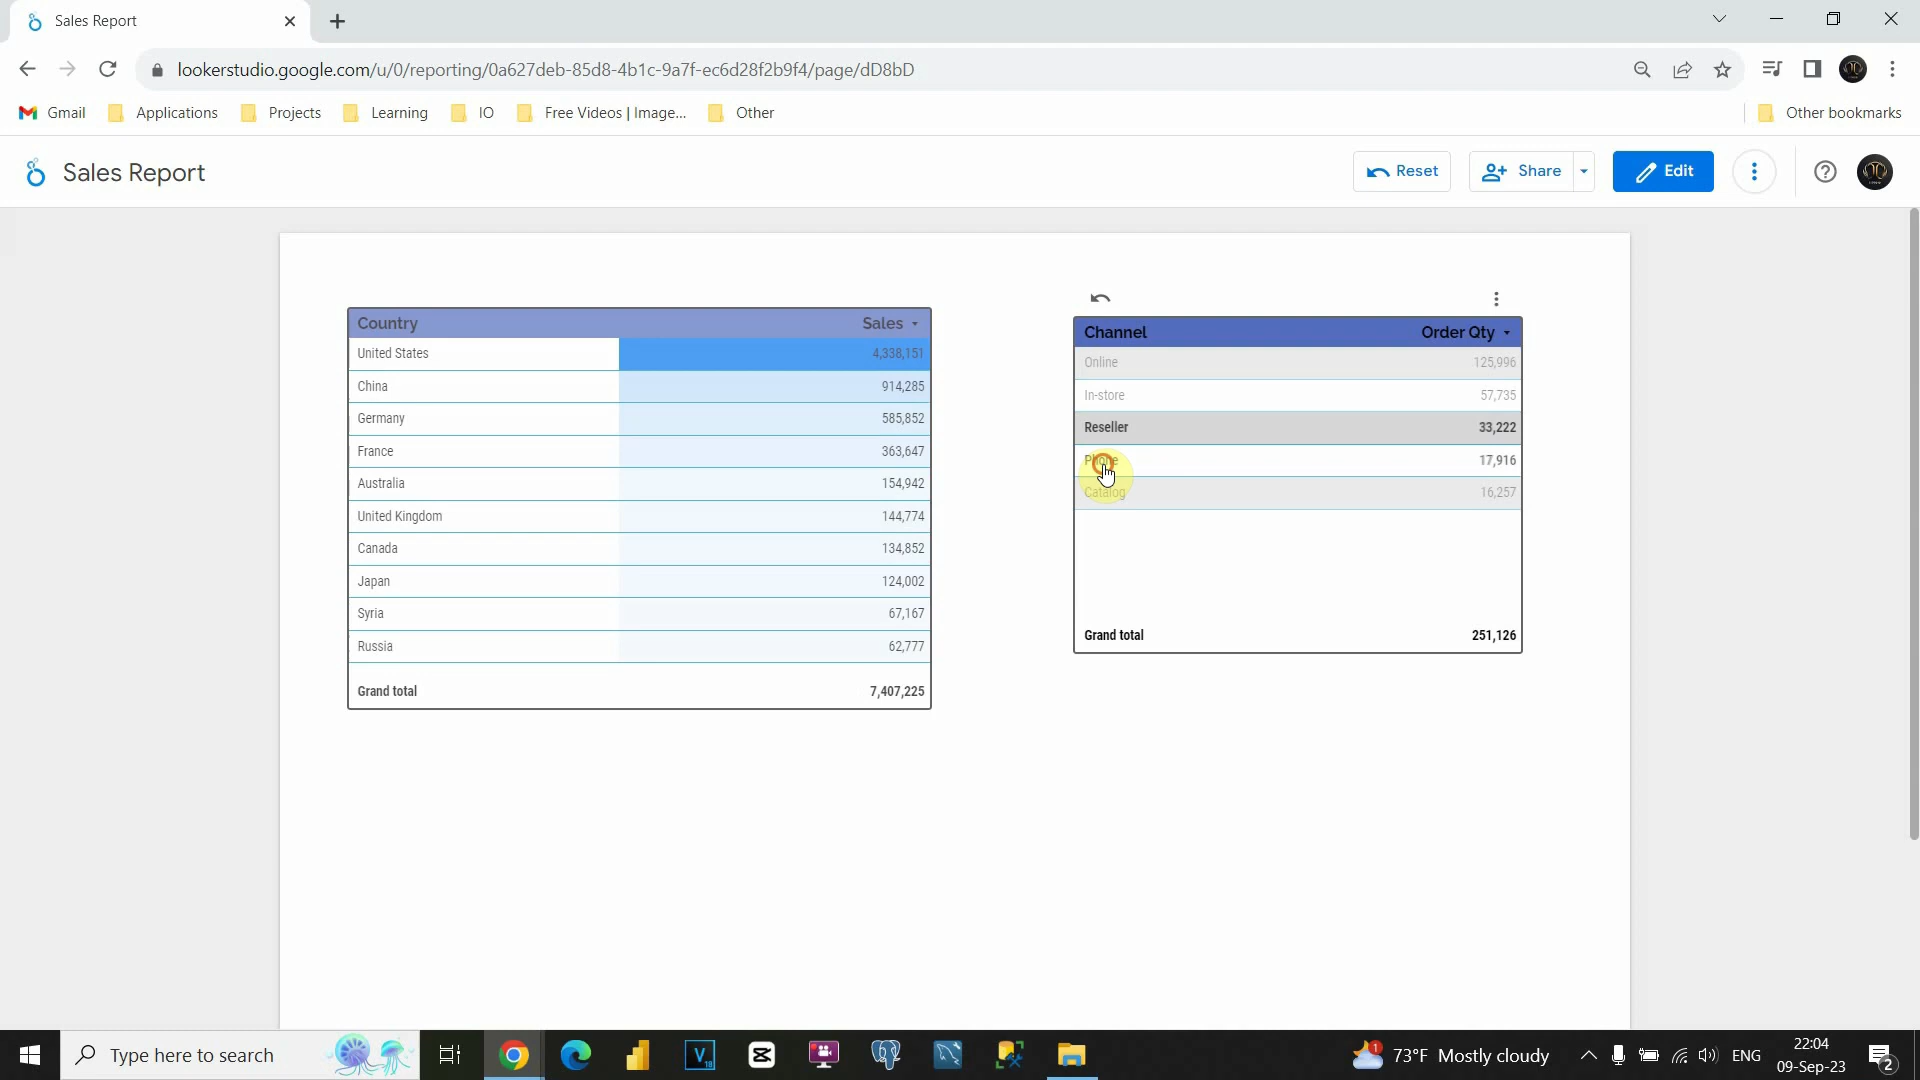 Sales Report
lookerstudio.google.com/u/0/reporting/0a627deb-85d8-4b1c-9a7f-ec6d28f2b9f4/page/dD8bD
Gmail Applications Projects Learning IO Free Videos | Image... Other Other bookmarks
Sales Report Reset Share Edit
Country Sales
United States 4,338,151
China 914,285
Germany 585,852
France 363,647
Australia 154,942
United Kingdom 144,774
Canada 134,852
Japan 124,002
Syria 67,167
Russia 62,777
Grand total 7,407,225
Channel Order Qty
Online 125,996
In-store 57,735
Reseller 33,222
Phone 17,916
Catalog 16,257
Grand total 251,126
Type here to search V 18 1 73°F Mostly cloudy ENG 22:04
09-Sep-23 2